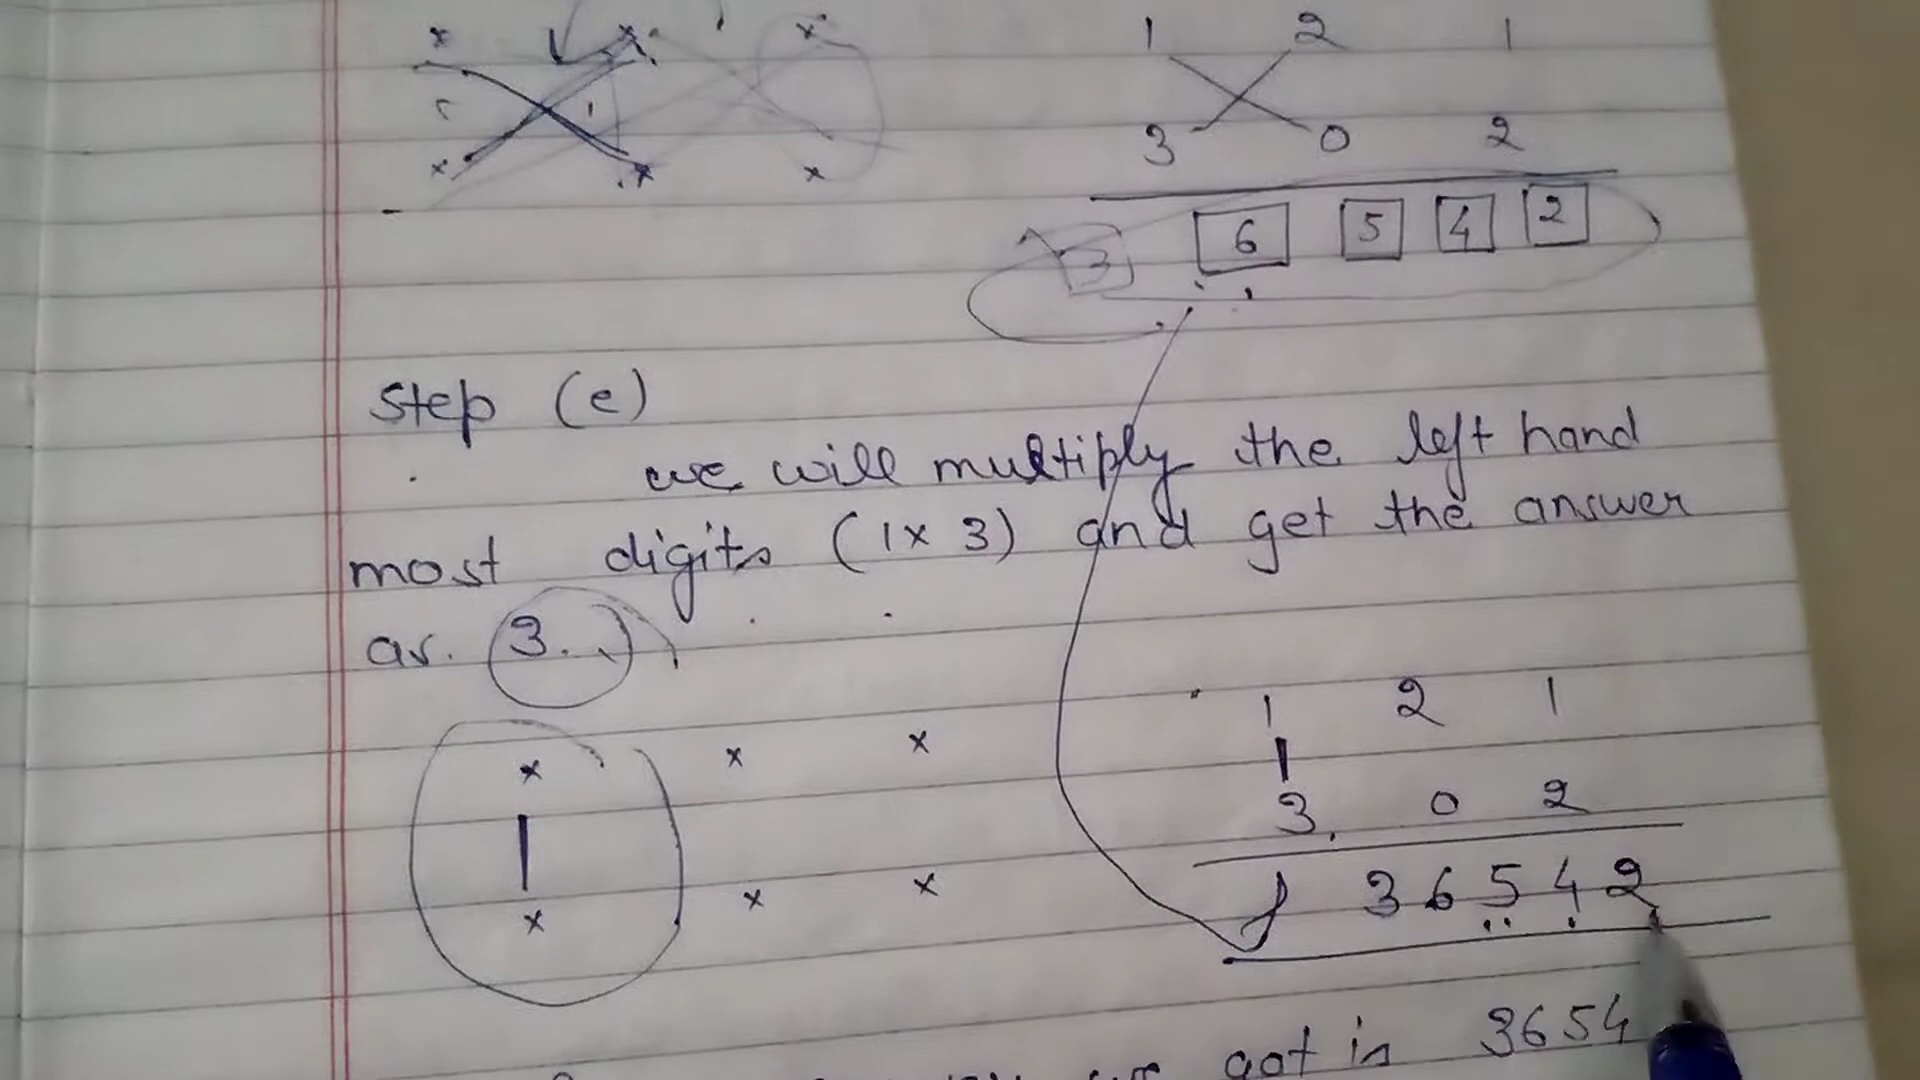 x x x
x x x
1 2 1
3 0 2
3 6 5 4 2
step (e)
we will multiply the left hand
most digits (1x 3) and get the answer
as. 3.
x x x
x x x
1 2 1
3. 0 2
3 6 5 4 2
got is 3654